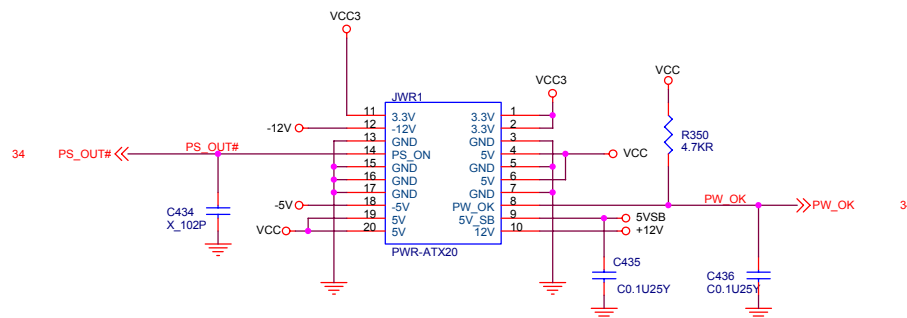 VCC3
VCC3
VCC
JWR1
11 3.3V 3.3V 1
-12V 12 -12V 3.3V 2
13 GND GND 3
R350
4.7KR
34 PS_OUT# PS_OUT# 14 PS_ON 5V 4 VCC
15 GND GND 5
16 GND 5V 6
17 GND GND 7
-5V 18 -5V PW_OK 8 PW_OK PW_OK 3
C434
X_102P
19 5V 5V_SB 9 5VSB
VCC 20 5V 12V 10 +12V
PWR-ATX20
C435
C0.1U25Y
C436
C0.1U25Y